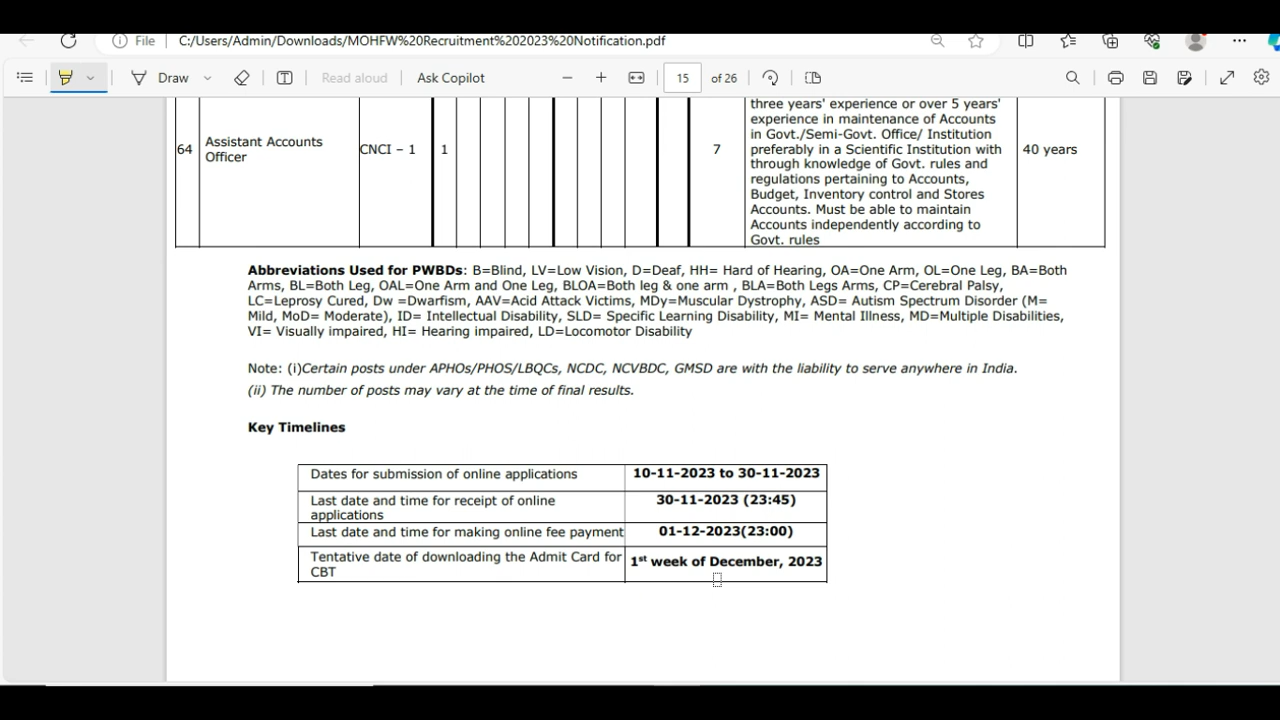 File
C:/Users/Admin/Downloads/MOHFW%20Recruitment%202023%20Notification.pdf
Draw
Read aloud
Ask Copilot
15
of 26
three years' experience or over 5 years'
experience in maintenance of Accounts
in Govt./Semi-Govt. Office/ Institution
preferably in a Scientific Institution with
through knowledge of Govt. rules and
regulations pertaining to Accounts,
Budget, Inventory control and Stores
Accounts. Must be able to maintain
Accounts independently according to
Govt. rules
64
Assistant Accounts
Officer
CNCI – 1
1
7
40 years
Abbreviations Used for PWBDs: B=Blind, LV=Low Vision, D=Deaf, HH= Hard of Hearing, OA=One Arm, OL=One Leg, BA=Both
Arms, BL=Both Leg, OAL=One Arm and One Leg, BLOA=Both leg & one arm , BLA=Both Legs Arms, CP=Cerebral Palsy,
LC=Leprosy Cured, Dw =Dwarfism, AAV=Acid Attack Victims, MDy=Muscular Dystrophy, ASD= Autism Spectrum Disorder (M=
Mild, MoD= Moderate), ID= Intellectual Disability, SLD= Specific Learning Disability, MI= Mental Illness, MD=Multiple Disabilities,
VI= Visually impaired, HI= Hearing impaired, LD=Locomotor Disability
Note: (i)Certain posts under APHOs/PHOS/LBQCs, NCDC, NCVBDC, GMSD are with the liability to serve anywhere in India.
(ii) The number of posts may vary at the time of final results.
Key Timelines
Dates for submission of online applications
10-11-2023 to 30-11-2023
Last date and time for receipt of online
applications
30-11-2023 (23:45)
Last date and time for making online fee payment
01-12-2023(23:00)
Tentative date of downloading the Admit Card for
CBT
1st week of December, 2023